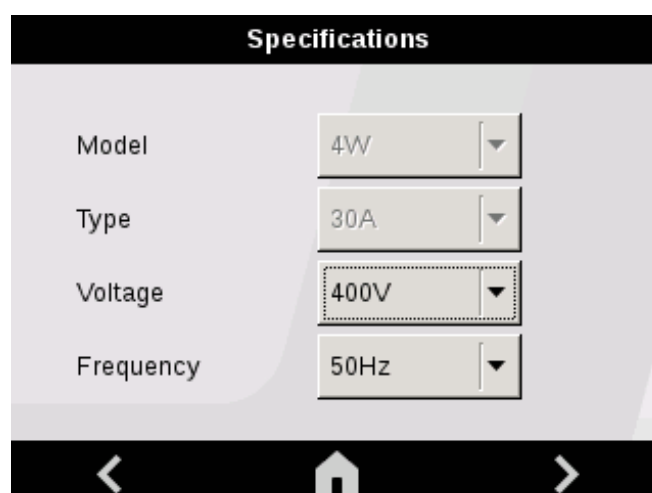 Specifications
Model 4W
Type 30A
Voltage 400V
Frequency 50Hz